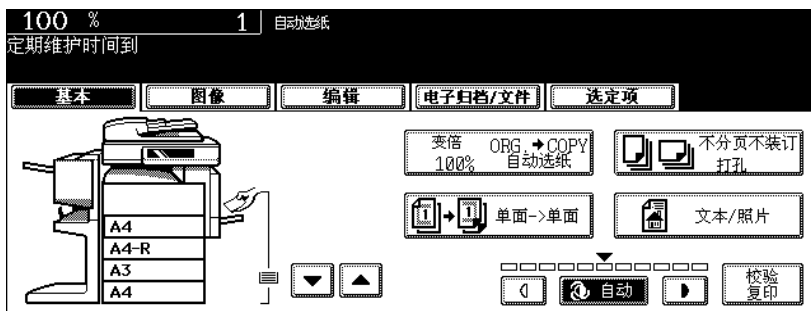 100 % 1 自动选纸
定期维护时间到
基本 图像 编辑 电子归档/文件 选定项
变倍 ORG.➔COPY
100% 自动选纸
不分页不装订
打孔
1➔1 单面->单面
文本/照片
A4
A4-R
A3
A4
自动
校验
复印